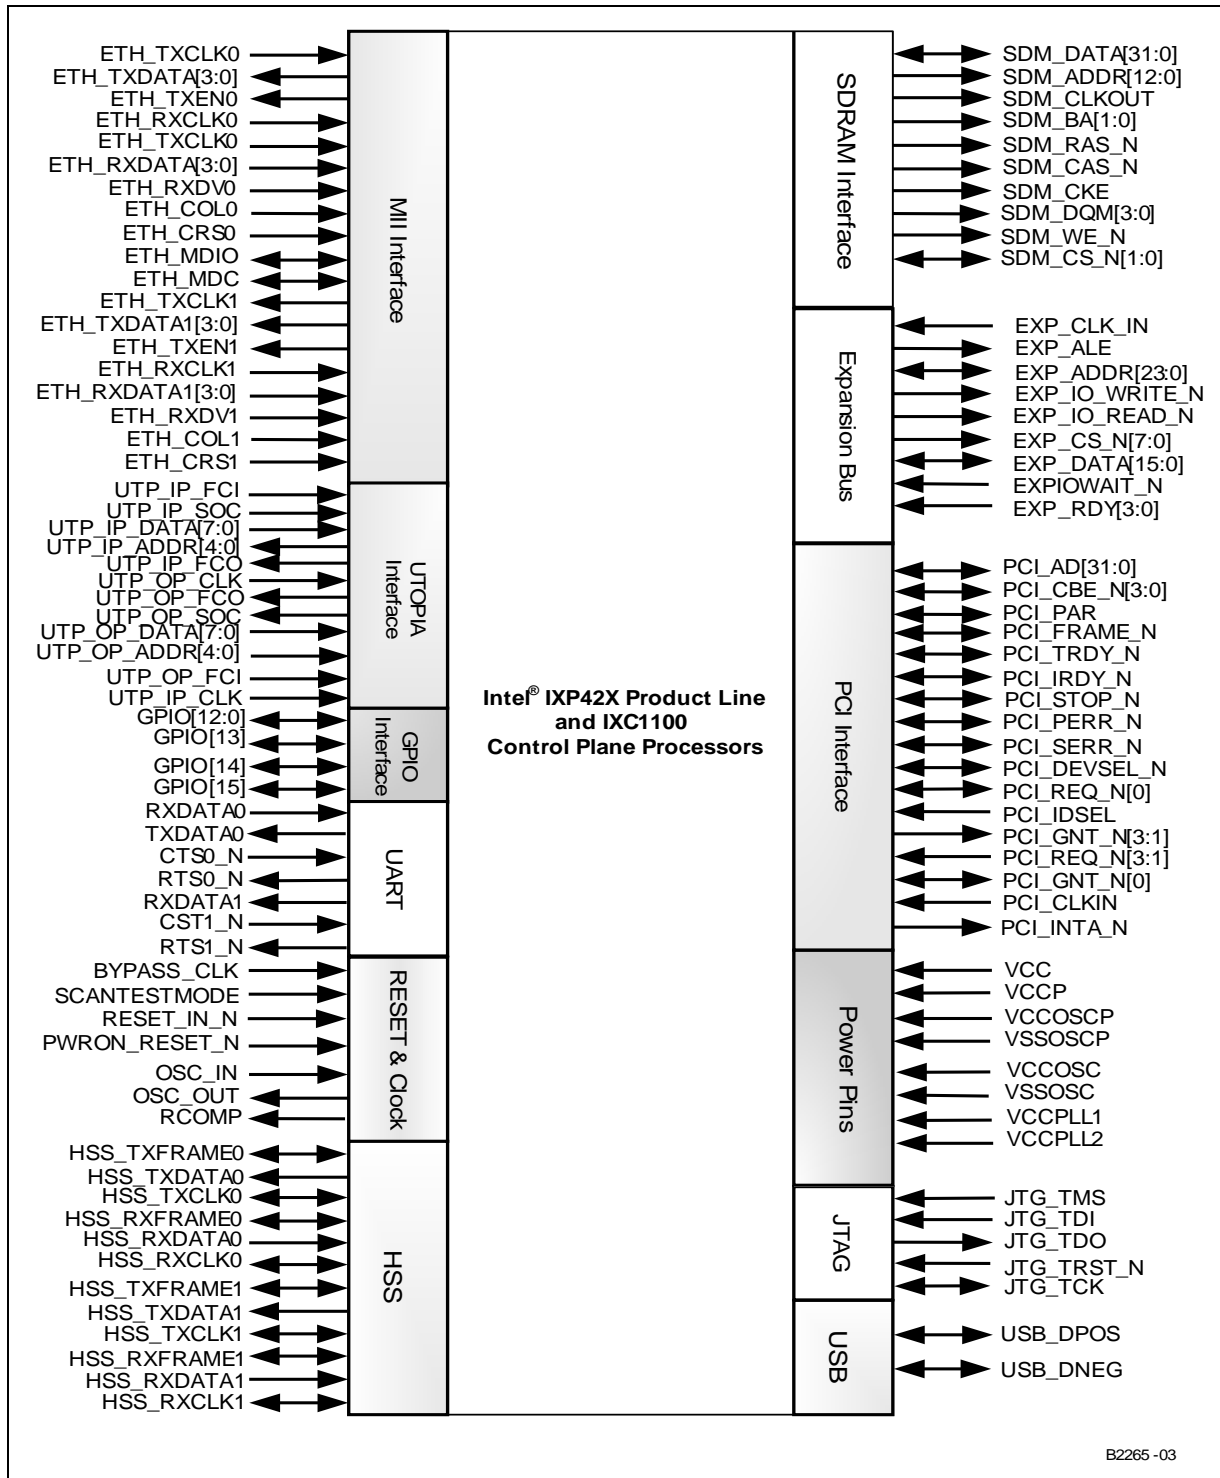 ETH_TXCLK0
ETH_TXDATA[3:0]
ETH_TXEN0
ETH_RXCLK0
ETH_TXCLK0
ETH_RXDATA[3:0]
ETH_RXDV0
ETH_COL0
ETH_CRS0
ETH_MDIO
ETH_MDC
ETH_TXCLK1
ETH_TXDATA1[3:0]
ETH_TXEN1
ETH_RXCLK1
ETH_RXDATA1[3:0]
ETH_RXDV1
ETH_COL1
ETH_CRS1
MII Interface
UTP_IP_FCI
UTP_IP_SOC
UTP_IP_DATA[7:0]
UTP_IP_ADDR[4:0]
UTP_IP_FCO
UTP_OP_CLK
UTP_OP_FCO
UTP_OP_SOC
UTP_OP_DATA[7:0]
UTP_OP_ADDR[4:0]
UTP_OP_FCI
UTP_IP_CLK
UTOPIA
Interface
GPIO[12:0]
GPIO[13]
GPIO[14]
GPIO[15]
GPIO
Interface
RXDATA0
TXDATA0
CTS0_N
RTS0_N
RXDATA1
CST1_N
RTS1_N
UART
BYPASS_CLK
SCANTESTMODE
RESET_IN_N
PWRON_RESET_N
OSC_IN
OSC_OUT
RCOMP
RESET & Clock
HSS_TXFRAME0
HSS_TXDATA0
HSS_TXCLK0
HSS_RXFRAME0
HSS_RXDATA0
HSS_RXCLK0
HSS_TXFRAME1
HSS_TXDATA1
HSS_TXCLK1
HSS_RXFRAME1
HSS_RXDATA1
HSS_RXCLK1
HSS
Intel® IXP42X Product Line
and IXC1100
Control Plane Processors
SDRAM Interface
SDM_DATA[31:0]
SDM_ADDR[12:0]
SDM_CLKOUT
SDM_BA[1:0]
SDM_RAS_N
SDM_CAS_N
SDM_CKE
SDM_DQM[3:0]
SDM_WE_N
SDM_CS_N[1:0]
Expansion Bus
EXP_CLK_IN
EXP_ALE
EXP_ADDR[23:0]
EXP_IO_WRITE_N
EXP_IO_READ_N
EXP_CS_N[7:0]
EXP_DATA[15:0]
EXPIOWAIT_N
EXP_RDY[3:0]
PCI Interface
PCI_AD[31:0]
PCI_CBE_N[3:0]
PCI_PAR
PCI_FRAME_N
PCI_TRDY_N
PCI_IRDY_N
PCI_STOP_N
PCI_PERR_N
PCI_SERR_N
PCI_DEVSEL_N
PCI_REQ_N[0]
PCI_IDSEL
PCI_GNT_N[3:1]
PCI_REQ_N[3:1]
PCI_GNT_N[0]
PCI_CLKIN
PCI_INTA_N
Power Pins
VCC
VCCP
VCCOSCP
VSSOSCP
VCCOSC
VSSOSC
VCCPLL1
VCCPLL2
JTAG
JTG_TMS
JTG_TDI
JTG_TDO
JTG_TRST_N
JTG_TCK
USB
USB_DPOS
USB_DNEG
B2265-03